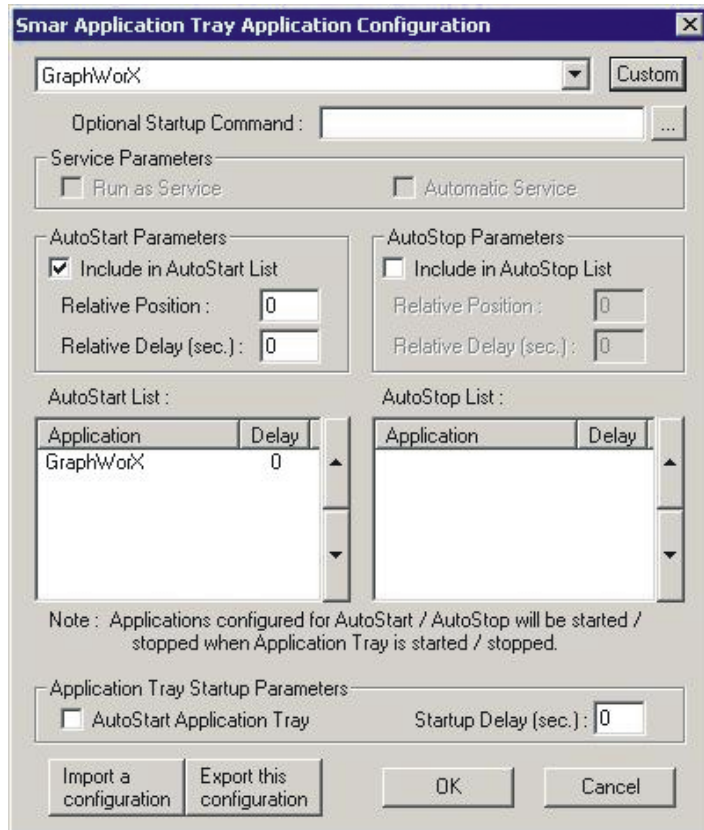 Smar Application Tray Application Configuration
GraphWorX
Custom
Optional Startup Command :
...
Service Parameters
Run as Service
Automatic Service
AutoStart Parameters
Include in AutoStart List
Relative Position : 0
Relative Delay (sec.) : 0
AutoStop Parameters
Include in AutoStop List
Relative Position : 0
Relative Delay (sec.) : 0
AutoStart List :
Application Delay
GraphWorX 0
AutoStop List :
Application Delay
Note : Applications configured for AutoStart / AutoStop will be started /
stopped when Application Tray is started / stopped.
Application Tray Startup Parameters
AutoStart Application Tray
Startup Delay (sec.) : 0
Import a
configuration
Export this
configuration
OK
Cancel